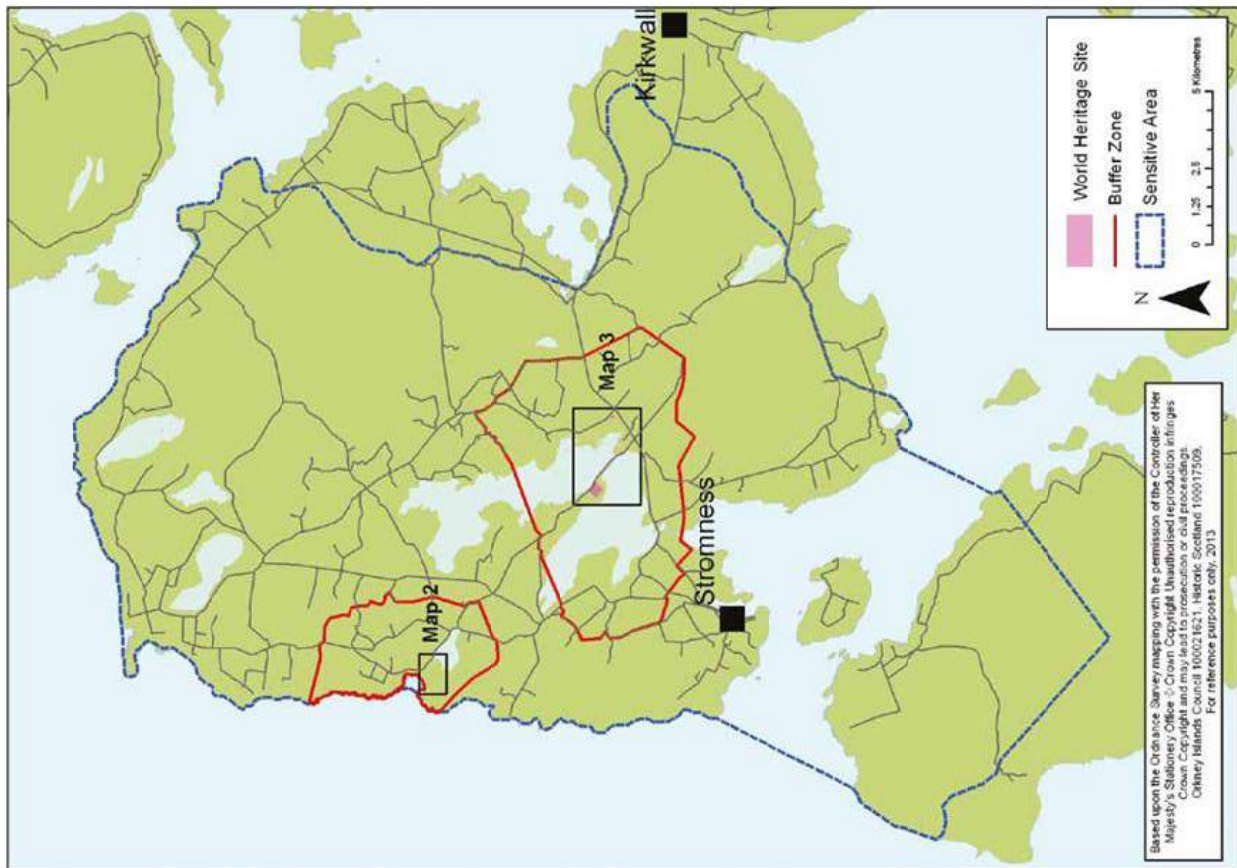 Kirkwall
Map 3
Map 2
Stromness
World Heritage Site
Buffer Zone
Sensitive Area
N
0 1.25 2.5 5 Kilometres
Based upon the Ordnance Survey mapping with the permission of the Controller of Her
Majesty's Stationery Office © Crown Copyright Unauthorised reproduction infringes
Crown Copyright and may lead to prosecution or civil proceedings.
Orkney Islands Council 100021621. Historic Scotland 100017509.
For reference purposes only, 2013